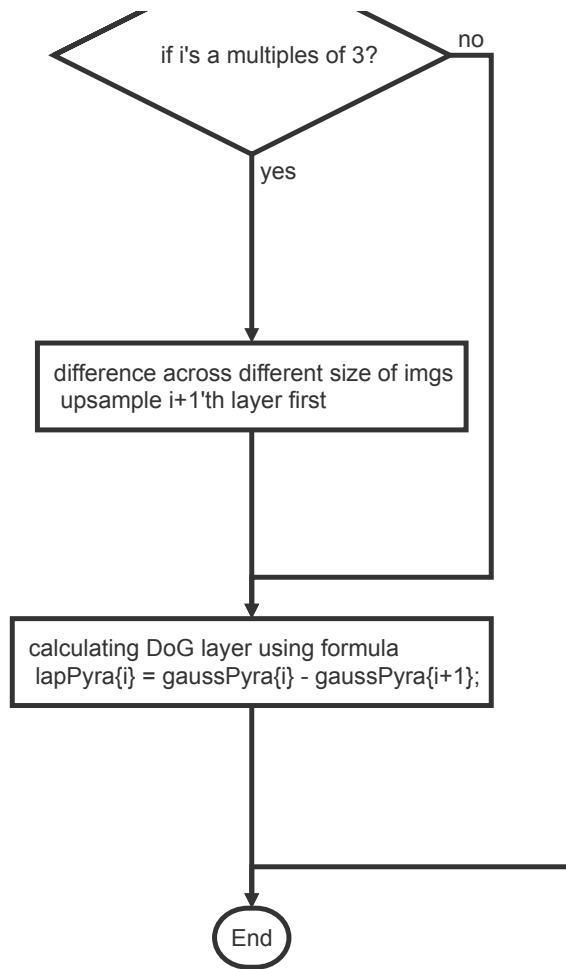 if i's a multiples of 3?
no
yes
difference across different size of imgs
upsample i+1'th layer first
calculating DoG layer using formula
lapPyra{i} = gaussPyra{i} - gaussPyra{i+1};
End